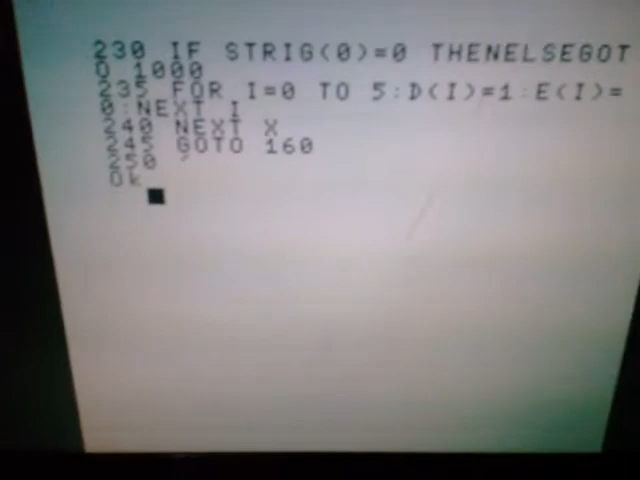 230 IF STRIG(0)=0 THENELSEGOT
O 1000
235 FOR I=0 TO 5:D(I)=1:E(I)=
0:NEXT I
240 NEXT X
245 GOTO 160
250 '
Ok